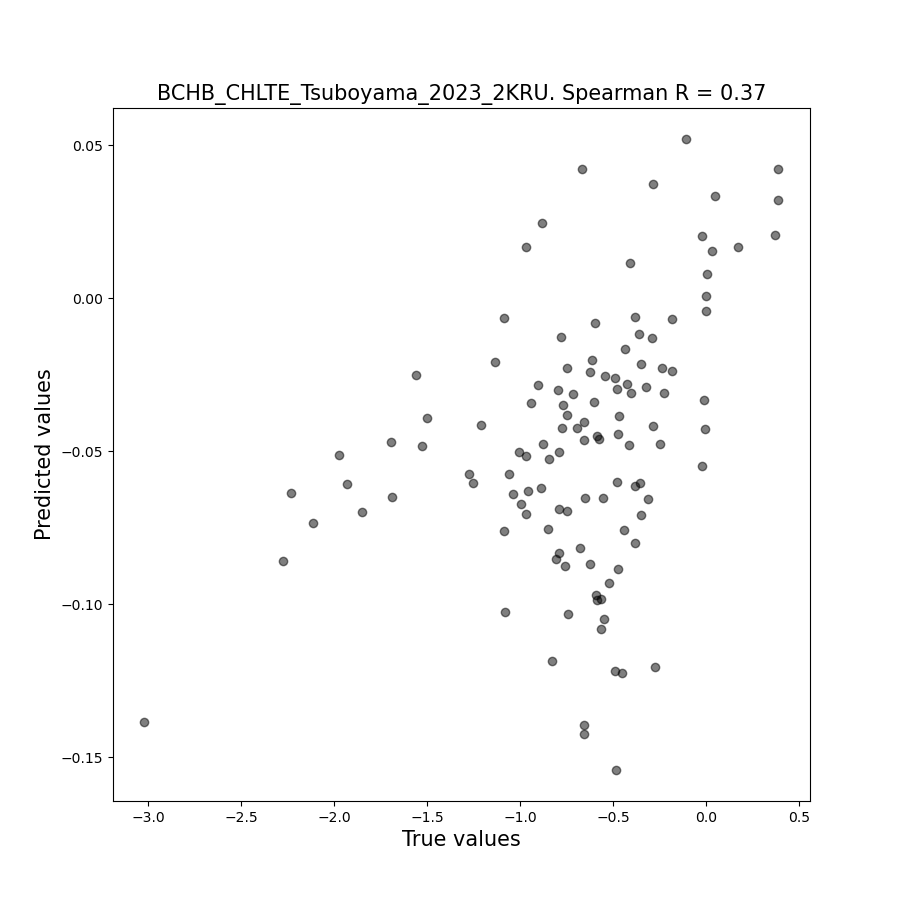 BCHB_CHLTE_Tsuboyama_2023_2KRU. Spearman R = 0.37
0.05
0.00
−0.05
−0.10
−0.15
Predicted values
−3.0 −2.5 −2.0 −1.5 −1.0 −0.5 0.0 0.5
True values